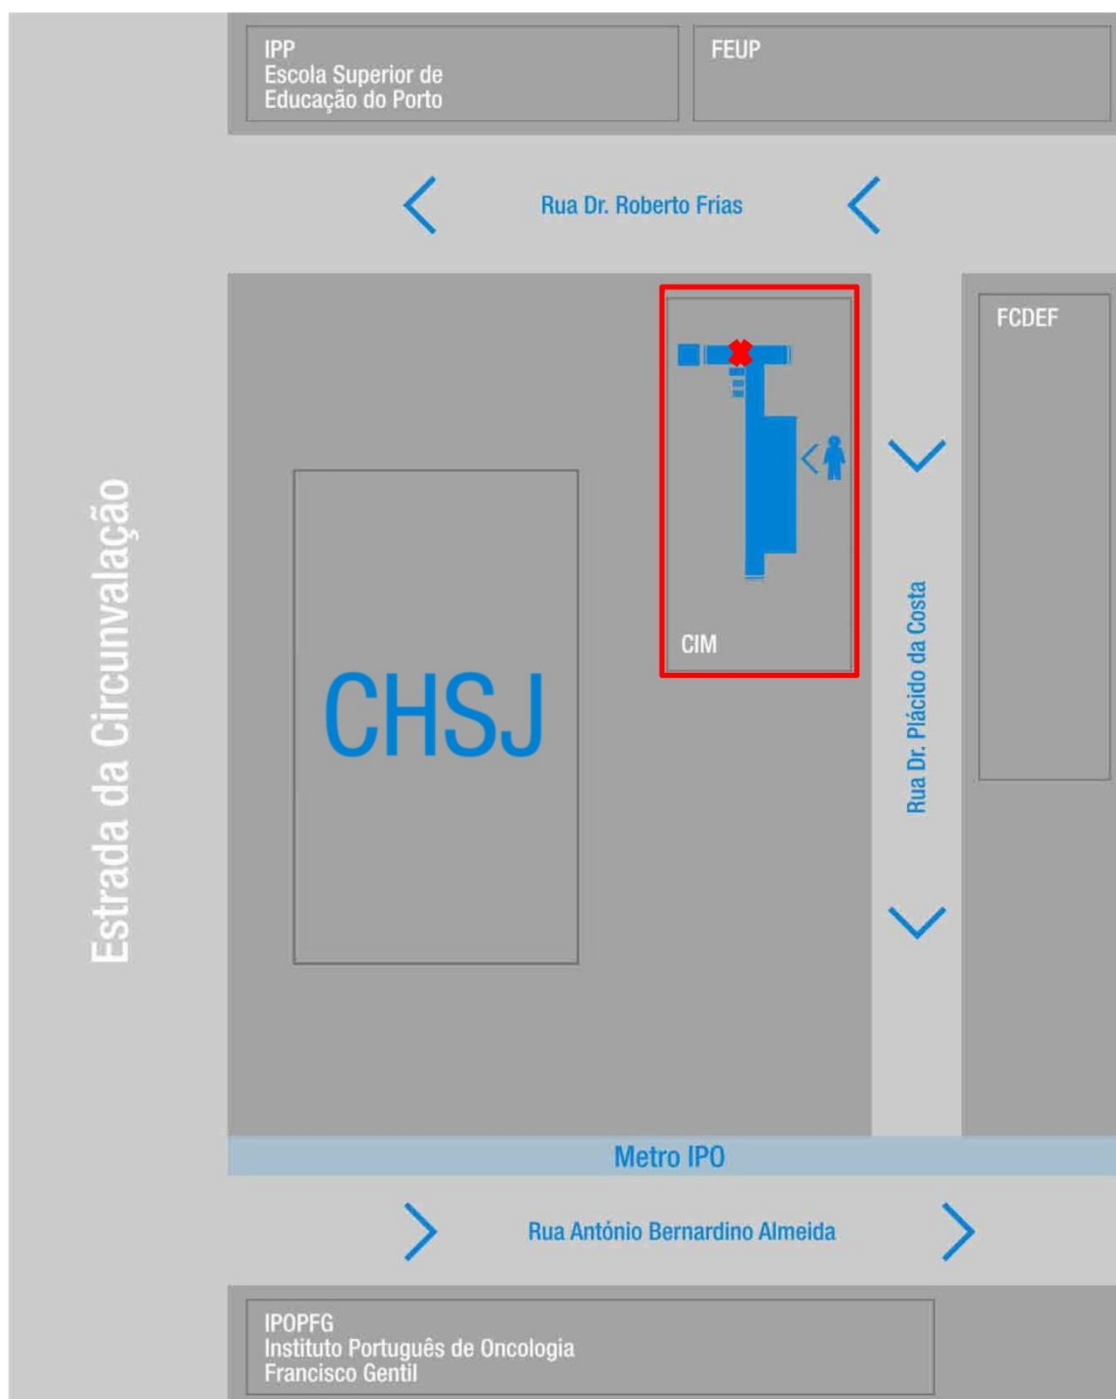 IPP
Escola Superior de
Educação do Porto
FEUP
Rua Dr. Roberto Frias
FCDEF
CIM
CHSJ
Estrada da Circunvalação
Rua Dr. Plácido da Costa
Metro IPO
Rua António Bernardino Almeida
IPOPFG
Instituto Português de Oncologia
Francisco Gentil